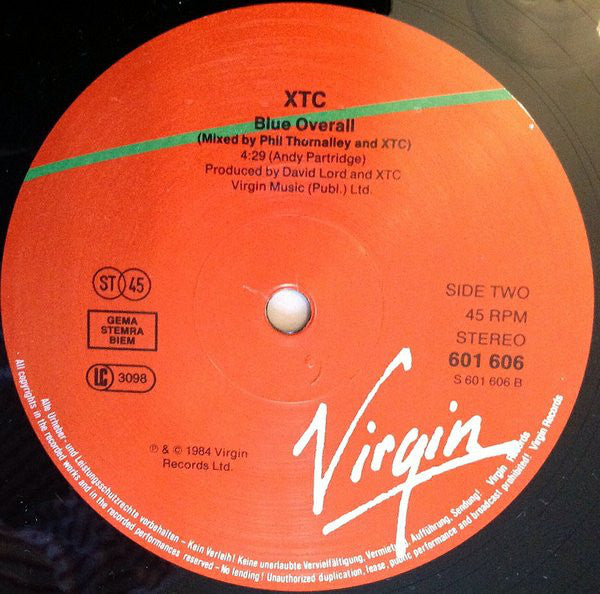 XTC
Blue Overall
(Mixed by Phil Thornalley and XTC)
4:29 (Andy Partridge)
Produced by David Lord and XTC
Virgin Music (Publ.) Ltd.
ST 45
GEMA
STEMRA
BIEM
LC 3098
SIDE TWO
45 RPM
STEREO
601 606
S 601 606 B
℗ & © 1984 Virgin
Records Ltd.
Virgin
Alle Urheber- und Leistungsschutzrechte vorbehalten – Kein Verleih! Keine unerlaubte Vervielfältigung, Vermietung, Aufführung, Sendung! Virgin Records
All copyrights in the recorded works and in the recorded performances reserved – No lending! Unauthorized duplication, lease, public performance and broadcast prohibited! Virgin Records